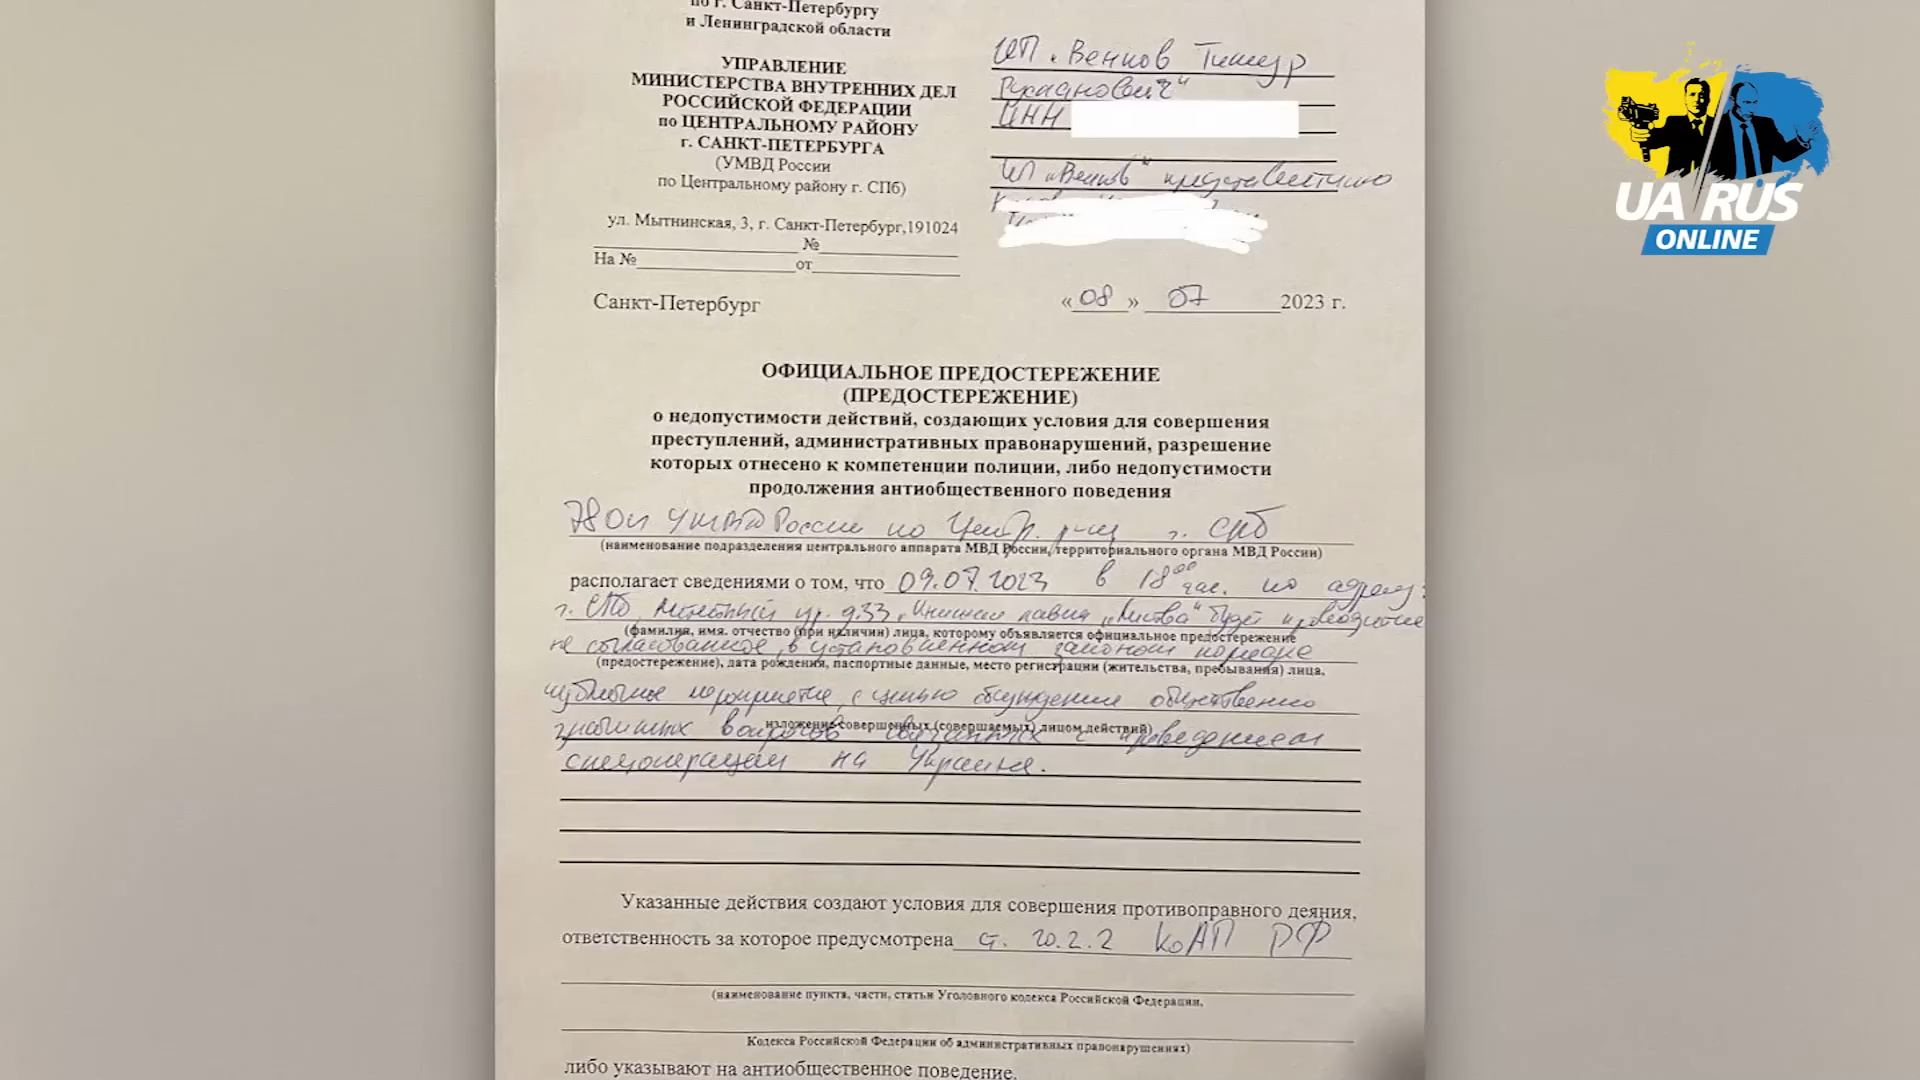 по г. Санкт-Петербургу
и Ленинградской области
УПРАВЛЕНИЕ
МИНИСТЕРСТВА ВНУТРЕННИХ ДЕЛ
РОССИЙСКОЙ ФЕДЕРАЦИИ
по ЦЕНТРАЛЬНОМУ РАЙОНУ
г. САНКТ-ПЕТЕРБУРГА
(УМВД России
по Центральному району г. СПб)
ул. Мытнинская, 3, г. Санкт-Петербург,191024
№
На № от
ИП "Венков Тимур
ИНН
ИП "Венков"
Санкт-Петербург
«08» 07 2023 г.
ОФИЦИАЛЬНОЕ ПРЕДОСТЕРЕЖЕНИЕ
(ПРЕДОСТЕРЕЖЕНИЕ)
о недопустимости действий, создающих условия для совершения
преступлений, административных правонарушений, разрешение
которых отнесено к компетенции полиции, либо недопустимости
продолжения антиобщественного поведения
78 о/п УМВД России по Центр. р-ну г. СПб
(наименование подразделения центрального аппарата МВД России, территориального органа МВД России)
располагает сведениями о том, что 09.07.2023 в 18 00 час. по адресу:
г. СПб, д.33, Книжная лавка будет
(фамилия, имя. отчество (при наличии) лица, которому объявляется официальное предостережение
не согласованное в установленном законом порядке
(предостережение), дата рождения, паспортные данные, место регистрации (жительства, пребывания) лица,
публичное мероприятие, с целью обсуждения общественно
изложение совершенных (совершаемых) лицом действий)
значимых вопросов связанных с проведением
спецоперации на Украине.
Указанные действия создают условия для совершения противоправного деяния,
ответственность за которое предусмотрена ст. 20.2.2 КоАП РФ
(наименование пункта, части, статьи Уголовного кодекса Российской Федерации,
Кодекса Российской Федерации об административных правонарушениях)
либо указывают на антиобщественное поведение.
UA RUS
ONLINE